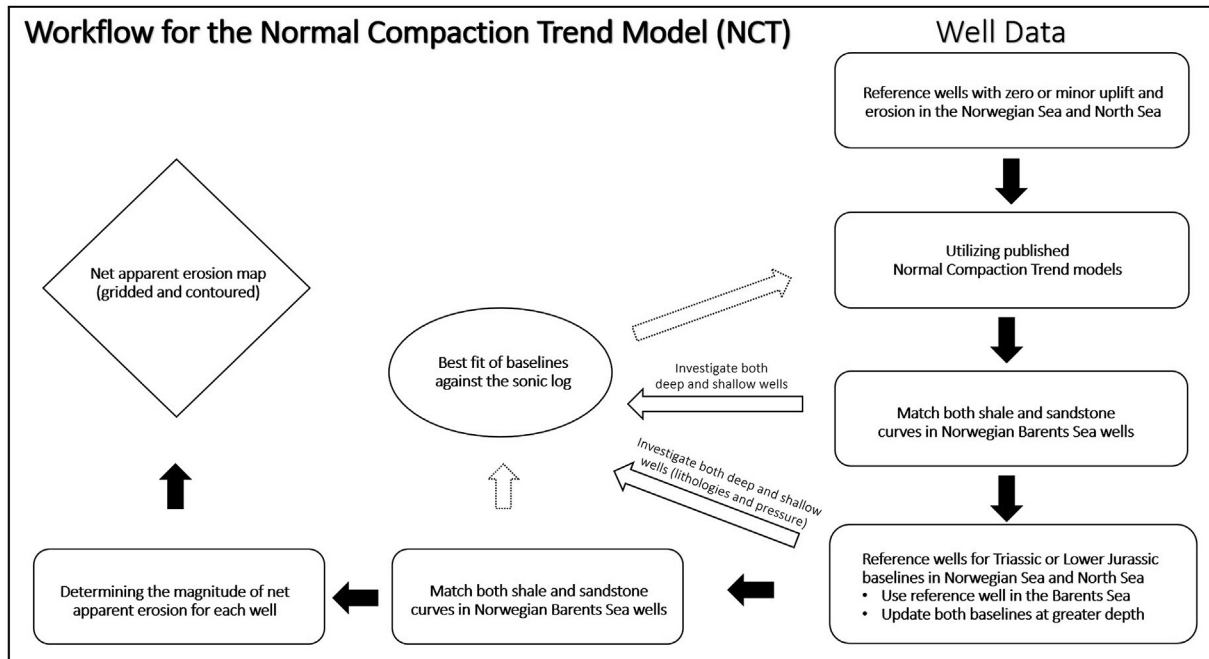 Workflow for the Normal Compaction Trend Model (NCT)
Well Data
Reference wells with zero or minor uplift and
erosion in the Norwegian Sea and North Sea
Utilizing published
Normal Compaction Trend models
Match both shale and sandstone
curves in Norwegian Barents Sea wells
Reference wells for Triassic or Lower Jurassic
baselines in Norwegian Sea and North Sea
• Use reference well in the Barents Sea
• Update both baselines at greater depth
Investigate both
deep and shallow wells
Investigate both deep and shallow
wells (lithologies and pressure)
Best fit of baselines
against the sonic log
Match both shale and sandstone
curves in Norwegian Barents Sea wells
Determining the magnitude of net
apparent erosion for each well
Net apparent erosion map
(gridded and contoured)